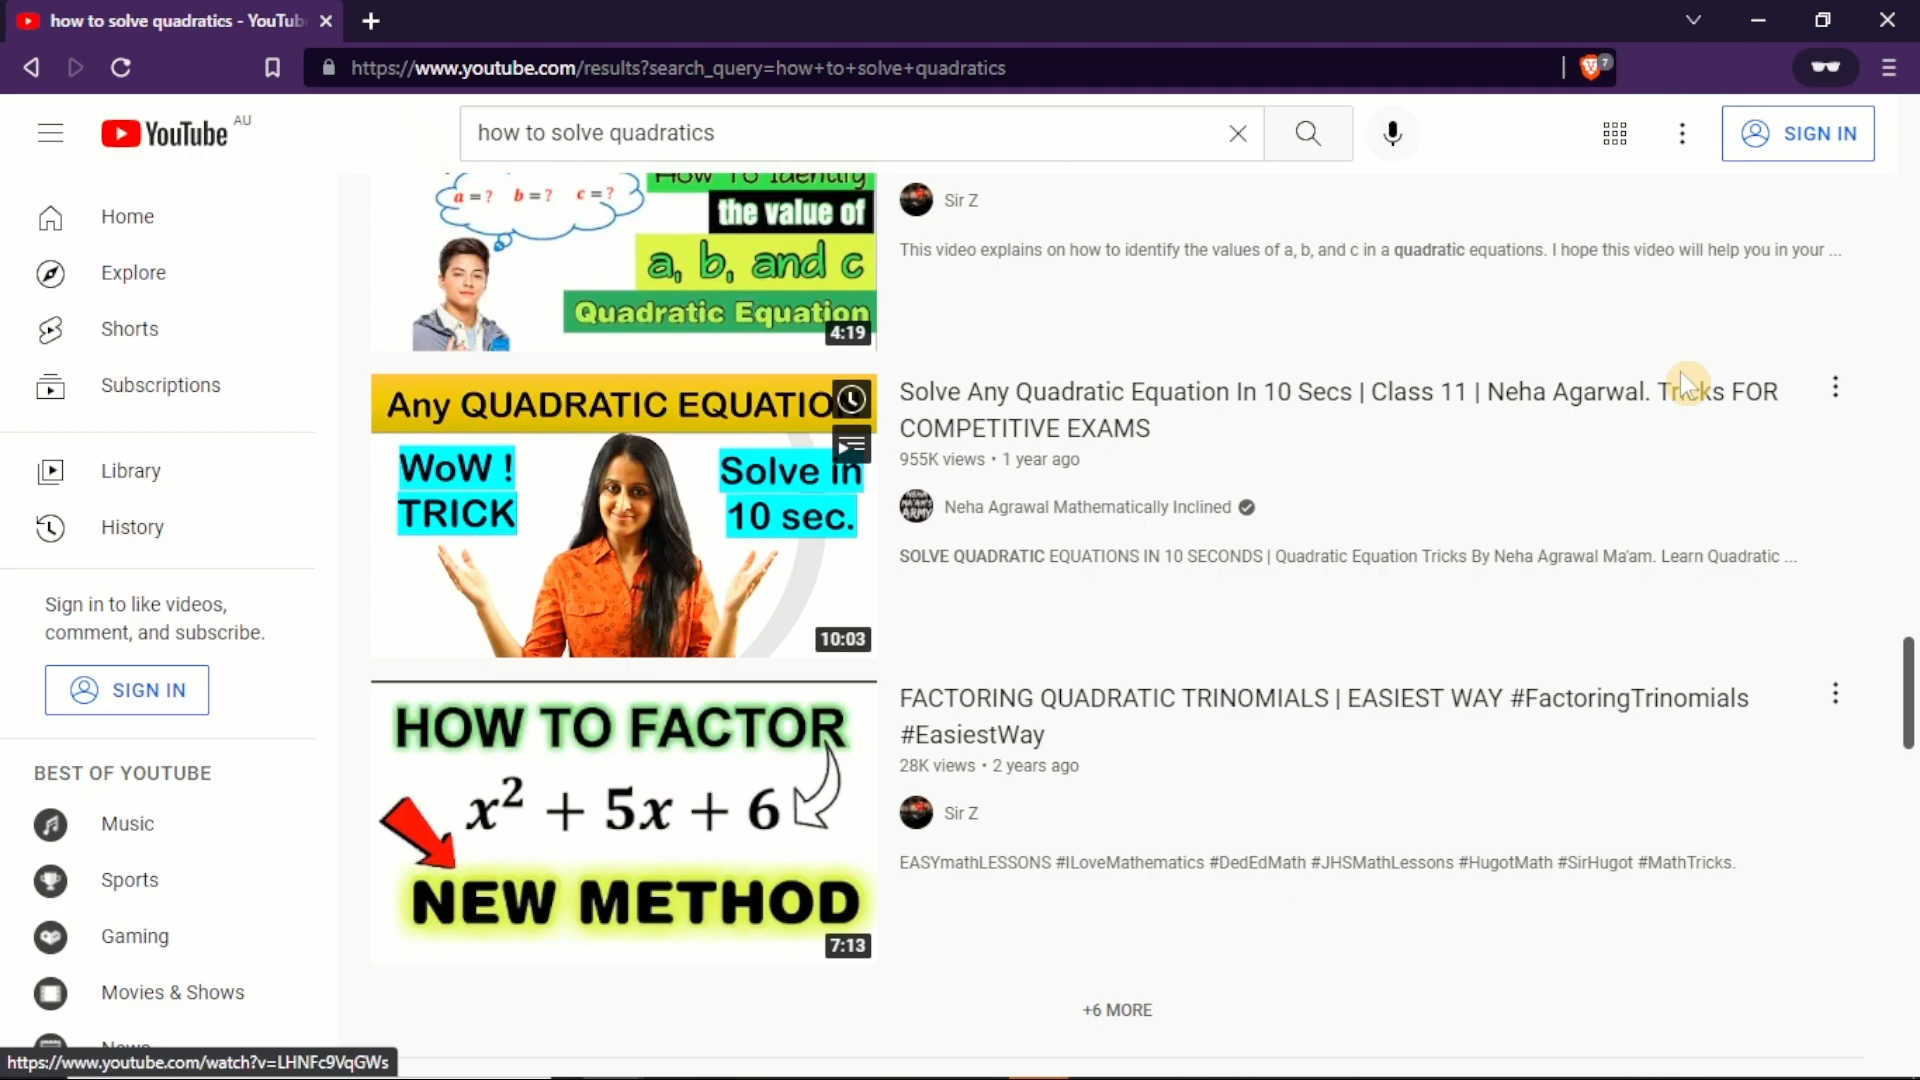 how to solve quadratics - YouTub
https://www.youtube.com/results?search_query=how+to+solve+quadratics
7
YouTube AU
how to solve quadratics
SIGN IN
Home
Explore
Shorts
Subscriptions
Library
History
Sign in to like videos,
comment, and subscribe.
SIGN IN
BEST OF YOUTUBE
Music
Sports
Gaming
Movies & Shows
News
https://www.youtube.com/watch?v=LHNFc9VqGWs
a = ? b = ? c = ?
How To Identify
the value of
a, b, and c
Quadratic Equation
4:19
Sir Z
This video explains on how to identify the values of a, b, and c in a quadratic equations. I hope this video will help you in your ...
Any QUADRATIC EQUATIO
WoW !
TRICK
Solve in
10 sec.
10:03
Solve Any Quadratic Equation In 10 Secs | Class 11 | Neha Agarwal. Tricks FOR
COMPETITIVE EXAMS
955K views • 1 year ago
Neha Agrawal Mathematically Inclined
SOLVE QUADRATIC EQUATIONS IN 10 SECONDS | Quadratic Equation Tricks By Neha Agrawal Ma'am. Learn Quadratic ...
HOW TO FACTOR
x² + 5x + 6
NEW METHOD
7:13
FACTORING QUADRATIC TRINOMIALS | EASIEST WAY #FactoringTrinomials
#EasiestWay
28K views • 2 years ago
Sir Z
EASYmathLESSONS #ILoveMathematics #DedEdMath #JHSMathLessons #HugotMath #SirHugot #MathTricks.
+6 MORE